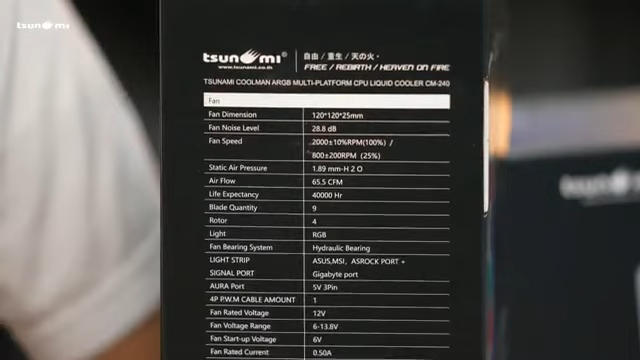 tsunami
tsunami®
www.tsunami.co.th
自由 / 重生 / 天の火・
FREE / REBIRTH / HEAVEN ON FIRE
TSUNAMI COOLMAN ARGB MULTI-PLATFORM CPU LIQUID COOLER CM-240
Fan
Fan Dimension 120*120*25mm
Fan Noise Level 28.8 dB
Fan Speed 2000±10%RPM(100%) /
800±200RPM (25%)
Static Air Pressure 1.89 mm-H 2 O
Air Flow 65.5 CFM
Life Expectancy 40000 Hr
Blade Quantity 9
Rotor 4
Light RGB
Fan Bearing System Hydraulic Bearing
LIGHT STRIP ASUS,MSI, ASROCK PORT +
SIGNAL PORT Gigabyte port
AURA Port 5V 3Pin
4P P.W.M CABLE AMOUNT 1
Fan Rated Voltage 12V
Fan Voltage Range 6-13.8V
Fan Start-up Voltage 6V
Fan Rated Current 0.50A
tsunami